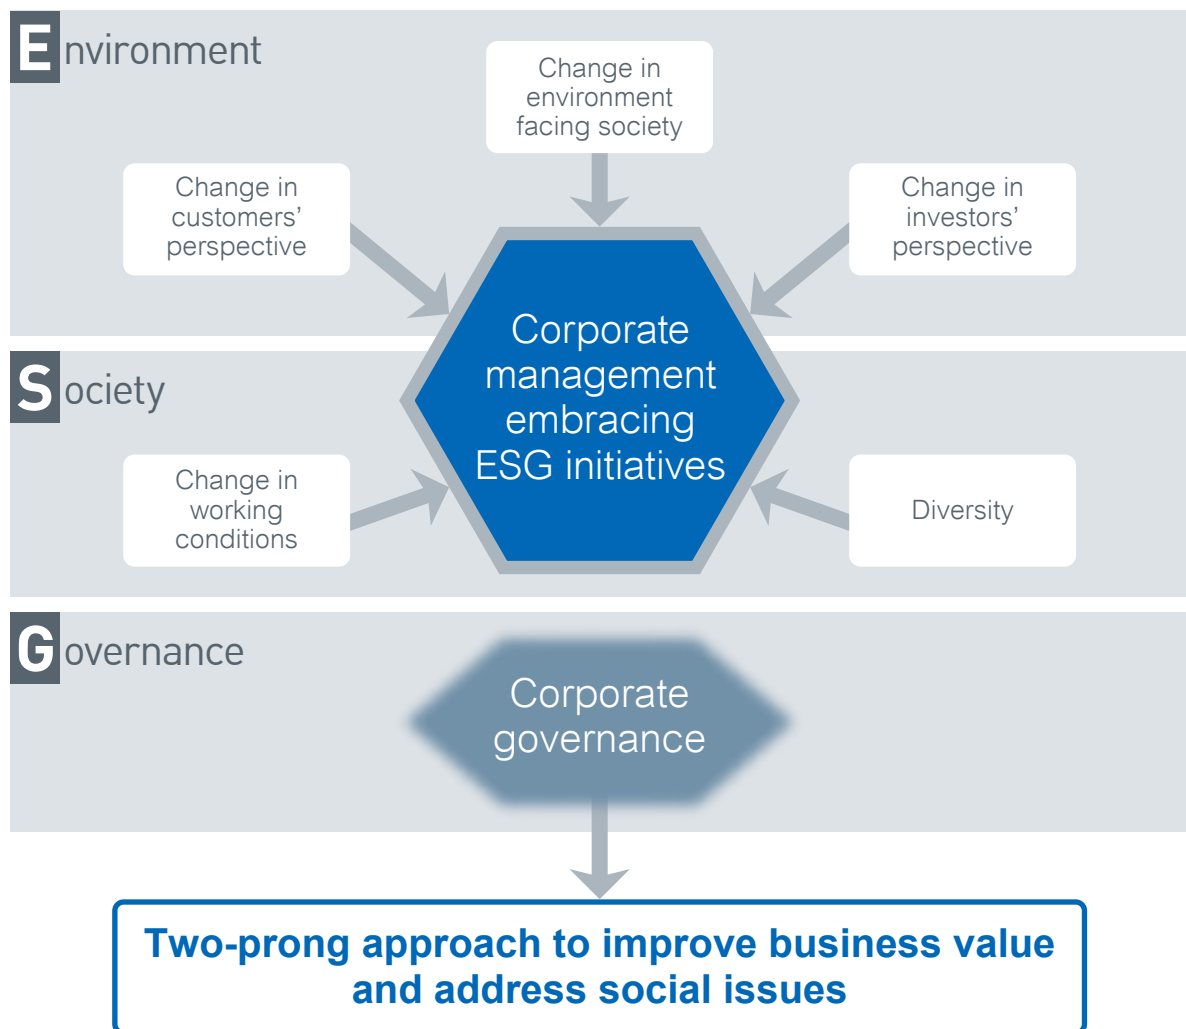 Environment
Change in
environment
facing society
Change in
customers’
perspective
Change in
investors’
perspective
Corporate
management
embracing
ESG initiatives
Society
Change in
working
conditions
Diversity
Governance
Corporate
governance
Two-prong approach to improve business value
and address social issues